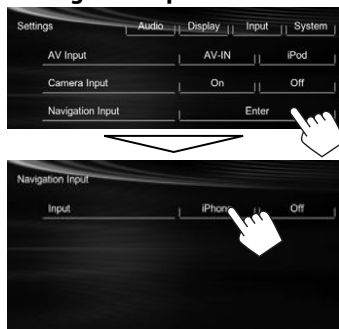 Settings Audio Display Input System
AV Input AV-IN iPod
Camera Input On Off
Navigation Input Enter
Navigation Input
Input iPhone Off